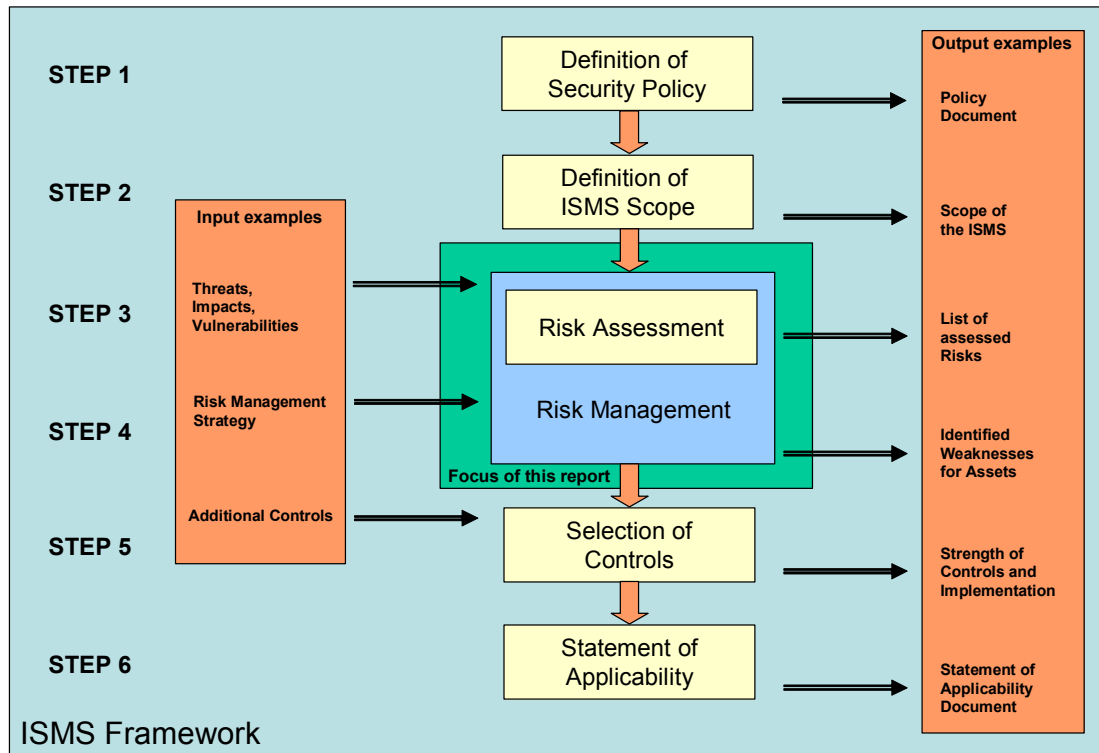 STEP 1
Definition of
Security Policy
Output examples
Policy
Document
STEP 2
Definition of
ISMS Scope
Scope of
the ISMS
Input examples
STEP 3
Threats,
Impacts,
Vulnerabilities
Risk Assessment
List of
assessed
Risks
STEP 4
Risk Management
Strategy
Risk Management
Identified
Weaknesses
for Assets
Focus of this report
STEP 5
Additional Controls
Selection of
Controls
Strength of
Controls and
Implementation
STEP 6
Statement of
Applicability
Statement of
Applicability
Document
ISMS Framework